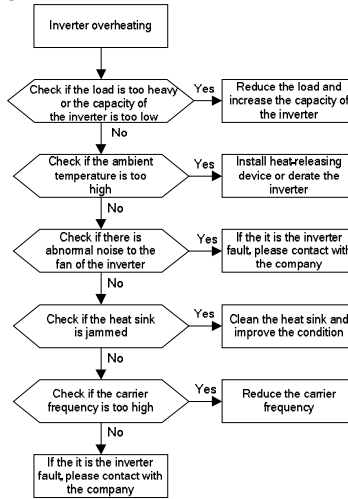 Inverter overheating
Check if the load is too heavy
or the capacity of
the inverter is too low
Yes
Reduce the load and
increase the capacity of
the inverter
No
Check if the ambient
temperature is too
high
Yes
Install heat-releasing
device or derate the
inverter
No
Check if there is
abnormal noise to the
fan of the inverter
Yes
If the it is the inverter
fault, please contact with
the company
No
Check if the heat sink
is jammed
Yes
Clean the heat sink and
improve the condition
No
Check if the carrier
frequency is too high
Yes
Reduce the carrier
frequency
No
If the it is the inverter
fault, please contact with
the company